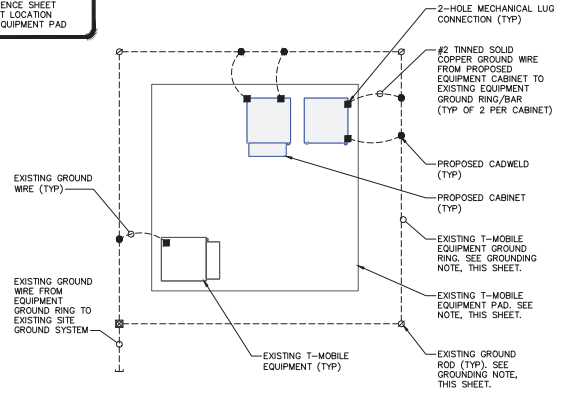 ENCE SHEET
T LOCATION
QUIPMENT PAD
2-HOLE MECHANICAL LUG
CONNECTION (TYP)
#2 TINNED SOLID
COPPER GROUND WIRE
FROM PROPOSED
EQUIPMENT CABINET TO
EXISTING EQUIPMENT
GROUND RING/BAR
(TYP OF 2 PER CABINET)
PROPOSED CADWELD
(TYP)
PROPOSED CABINET
(TYP)
EXISTING T-MOBILE
EQUIPMENT GROUND
RING. SEE GROUNDING
NOTE, THIS SHEET.
EXISTING T-MOBILE
EQUIPMENT PAD. SEE
NOTE, THIS SHEET.
EXISTING GROUND
ROD (TYP). SEE
GROUNDING NOTE,
THIS SHEET.
EXISTING GROUND
WIRE (TYP)
EXISTING GROUND
WIRE FROM
EQUIPMENT
GROUND RING TO
EXISTING SITE
GROUND SYSTEM
EXISTING T-MOBILE
EQUIPMENT (TYP)